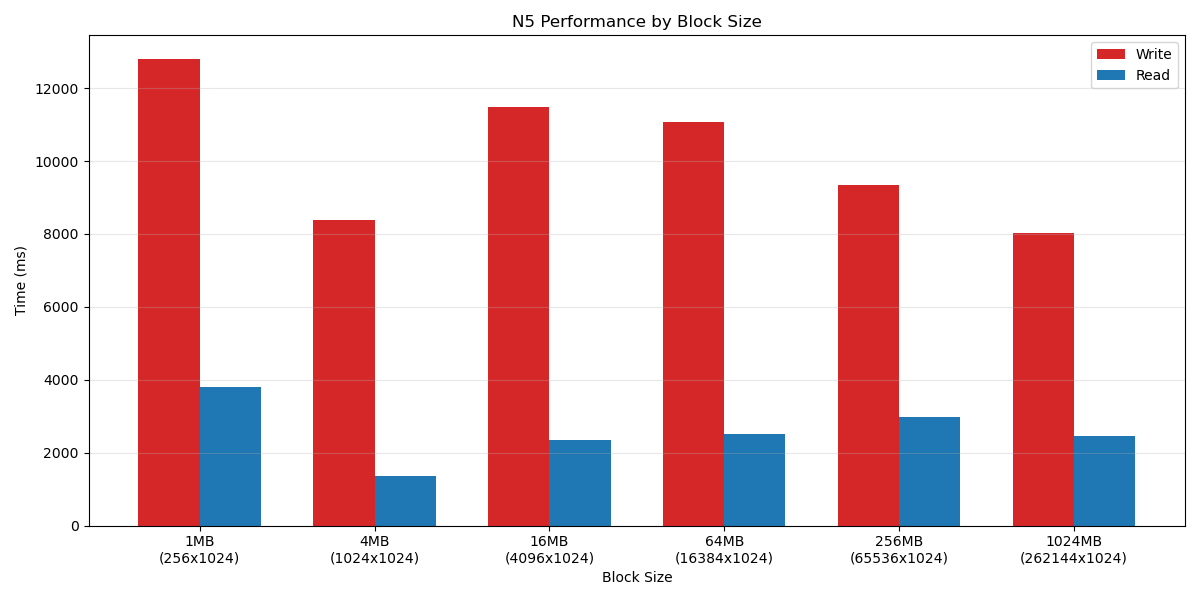 N5 Performance by Block Size
Write
Read
Time (ms)
12000
10000
8000
6000
4000
2000
0
1MB
(256x1024)
4MB
(1024x1024)
16MB
(4096x1024)
64MB
(16384x1024)
256MB
(65536x1024)
1024MB
(262144x1024)
Block Size